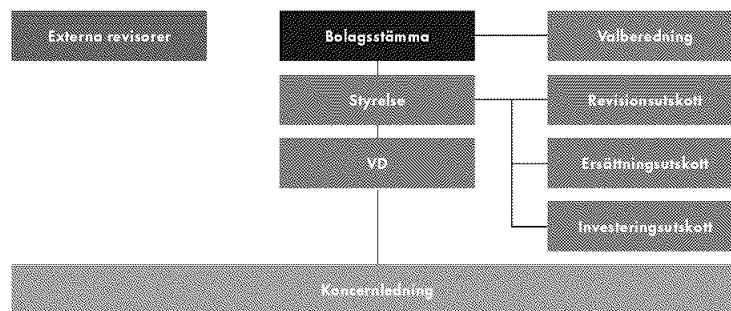 Externa revisorer
Bolagsstämma
Valberedning
Styrelse
Revisionsutskott
VD
Ersättningsutskott
Investeringsutskott
Koncernledning